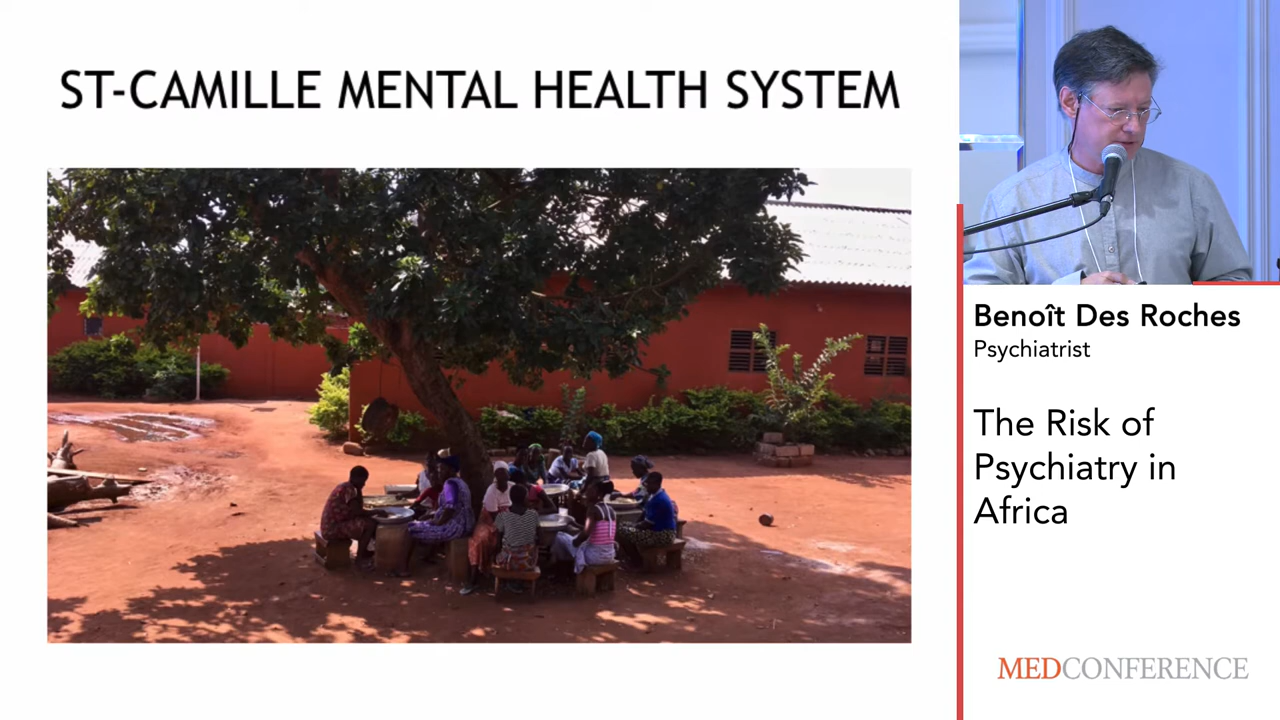 ST-CAMILLE MENTAL HEALTH SYSTEM
Benoît Des Roches
Psychiatrist
The Risk of
Psychiatry in
Africa
MEDCONFERENCE